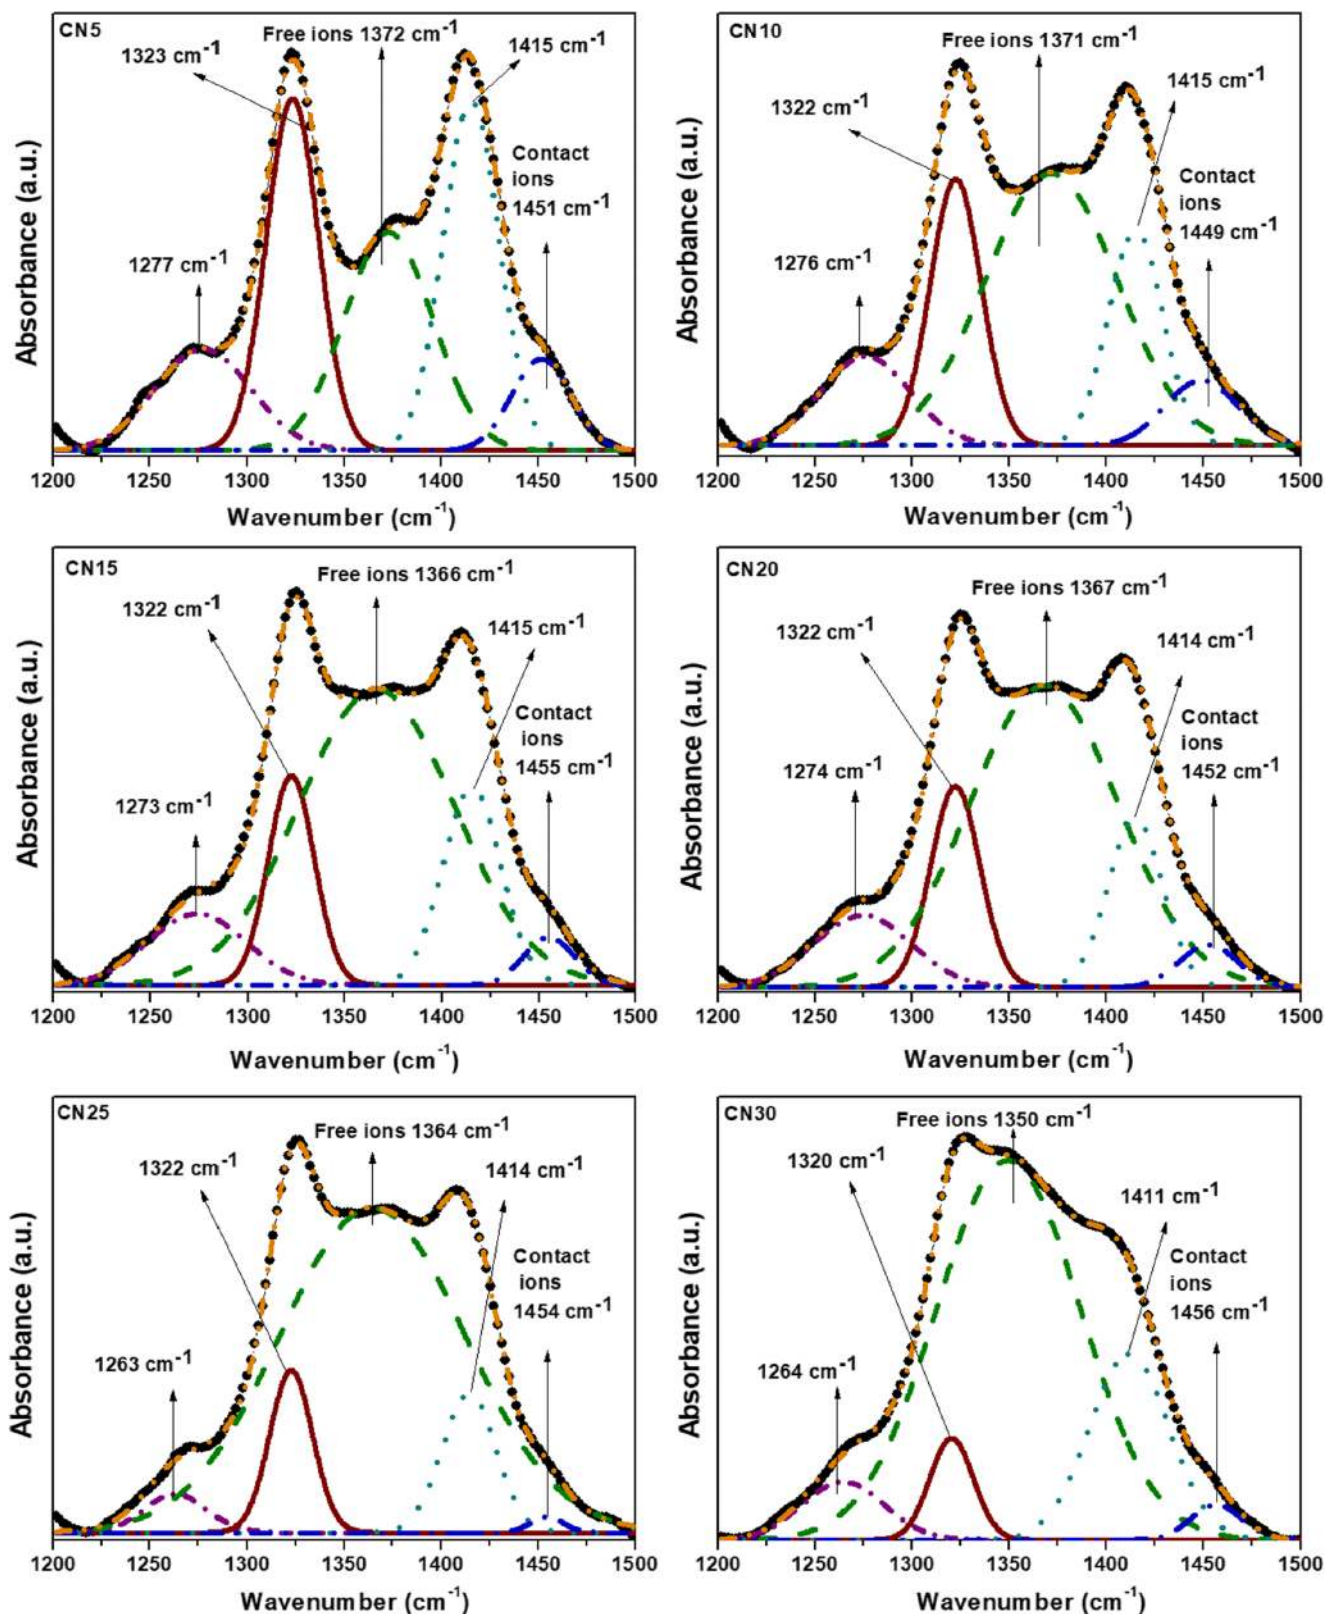 CN5
Free ions 1372 cm⁻¹
1323 cm⁻¹
1415 cm⁻¹
Contact
ions
1451 cm⁻¹
1277 cm⁻¹
Absorbance (a.u.)
1200 1250 1300 1350 1400 1450 1500
Wavenumber (cm⁻¹)
CN10
Free ions 1371 cm⁻¹
1322 cm⁻¹
1415 cm⁻¹
Contact
ions
1449 cm⁻¹
1276 cm⁻¹
Absorbance (a.u.)
1200 1250 1300 1350 1400 1450 1500
Wavenumber (cm⁻¹)
CN15
Free ions 1366 cm⁻¹
1322 cm⁻¹
1415 cm⁻¹
Contact
ions
1455 cm⁻¹
1273 cm⁻¹
Absorbance (a.u.)
1200 1250 1300 1350 1400 1450 1500
Wavenumber (cm⁻¹)
CN20
Free ions 1367 cm⁻¹
1322 cm⁻¹
1414 cm⁻¹
Contact
ions
1452 cm⁻¹
1274 cm⁻¹
Absorbance (a.u.)
1200 1250 1300 1350 1400 1450 1500
Wavenumber (cm⁻¹)
CN25
Free ions 1364 cm⁻¹
1322 cm⁻¹
1414 cm⁻¹
Contact
ions
1454 cm⁻¹
1263 cm⁻¹
Absorbance (a.u.)
1200 1250 1300 1350 1400 1450 1500
Wavenumber (cm⁻¹)
CN30
Free ions 1350 cm⁻¹
1320 cm⁻¹
1411 cm⁻¹
Contact
ions
1456 cm⁻¹
1264 cm⁻¹
Absorbance (a.u.)
1200 1250 1300 1350 1400 1450 1500
Wavenumber (cm⁻¹)